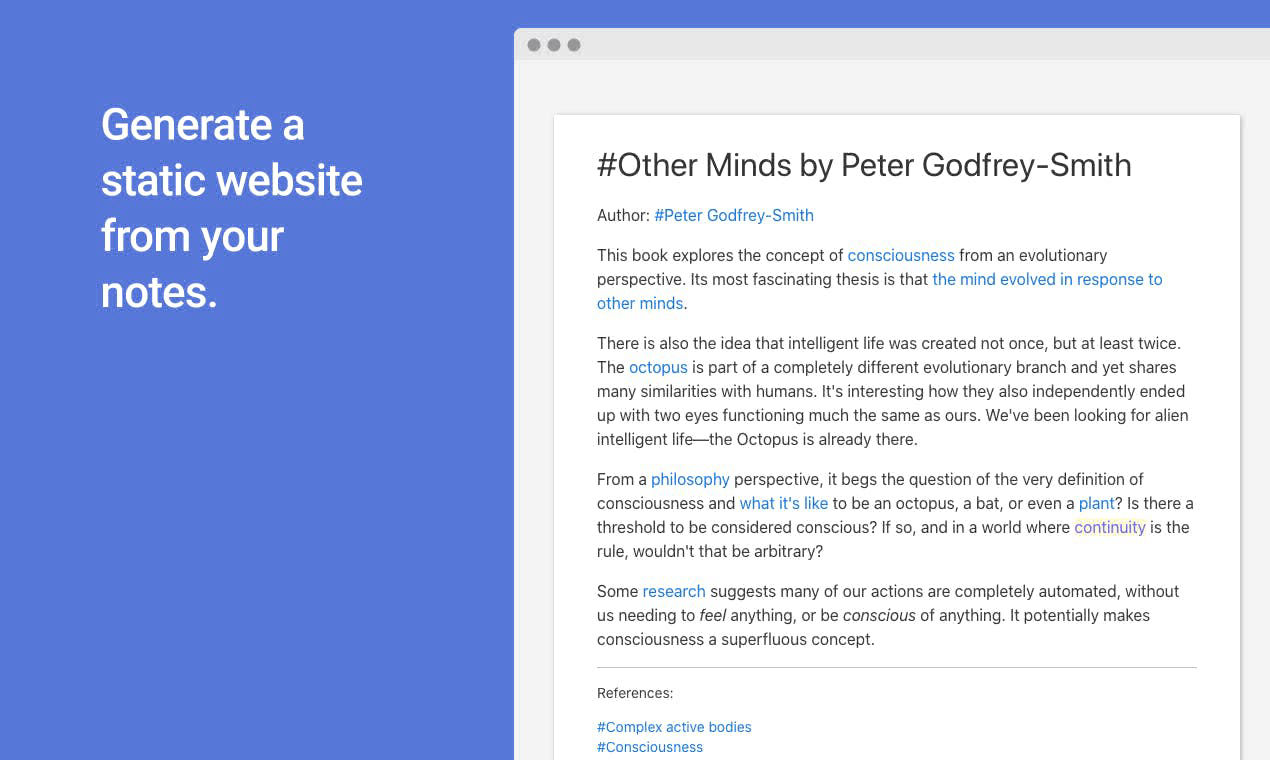 Generate a
static website
from your
notes.
#Other Minds by Peter Godfrey-Smith
Author: #Peter Godfrey-Smith
This book explores the concept of consciousness from an evolutionary
perspective. Its most fascinating thesis is that the mind evolved in response to
other minds.
There is also the idea that intelligent life was created not once, but at least twice.
The octopus is part of a completely different evolutionary branch and yet shares
many similarities with humans. It's interesting how they also independently ended
up with two eyes functioning much the same as ours. We've been looking for alien
intelligent life—the Octopus is already there.
From a philosophy perspective, it begs the question of the very definition of
consciousness and what it's like to be an octopus, a bat, or even a plant? Is there a
threshold to be considered conscious? If so, and in a world where continuity is the
rule, wouldn't that be arbitrary?
Some research suggests many of our actions are completely automated, without
us needing to feel anything, or be conscious of anything. It potentially makes
consciousness a superfluous concept.
References:
#Complex active bodies
#Consciousness